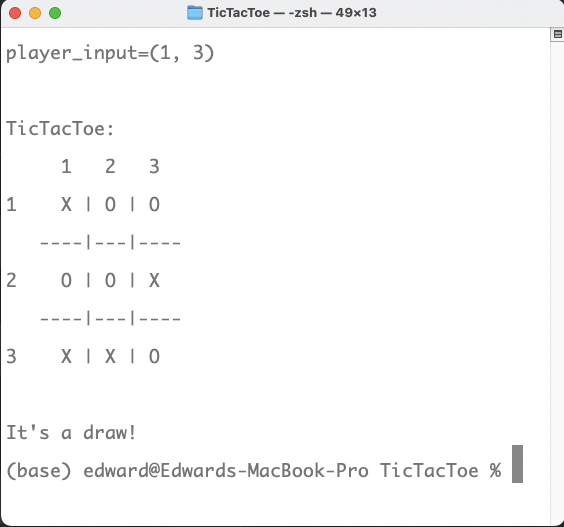 TicTacToe — -zsh — 49×13
player_input=(1, 3)
TicTacToe:
     1   2   3
1    X | O | O
   ----|---|----
2    O | O | X
   ----|---|----
3    X | X | O
It's a draw!
(base) edward@Edwards-MacBook-Pro TicTacToe %